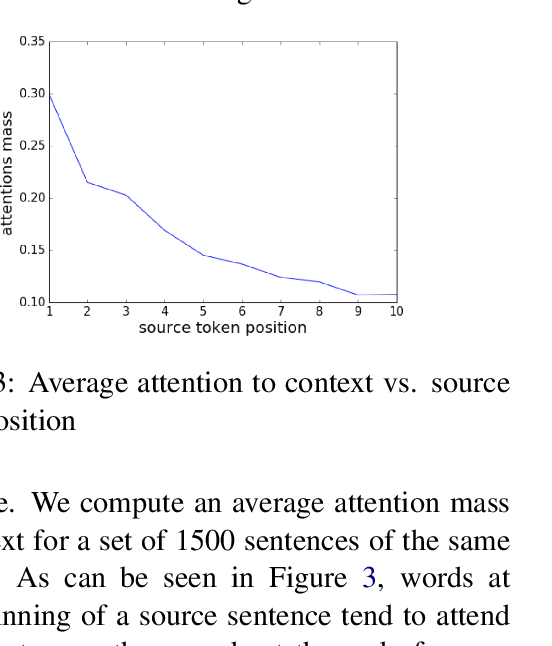 0.35
0.30
0.25
0.20
0.15
0.10
attentions mass
1 2 3 4 5 6 7 8 9 10
source token position
3: Average attention to context vs. source
osition
e. We compute an average attention mass
ext for a set of 1500 sentences of the same
As can be seen in Figure 3, words at
nning of a source sentence tend to attend